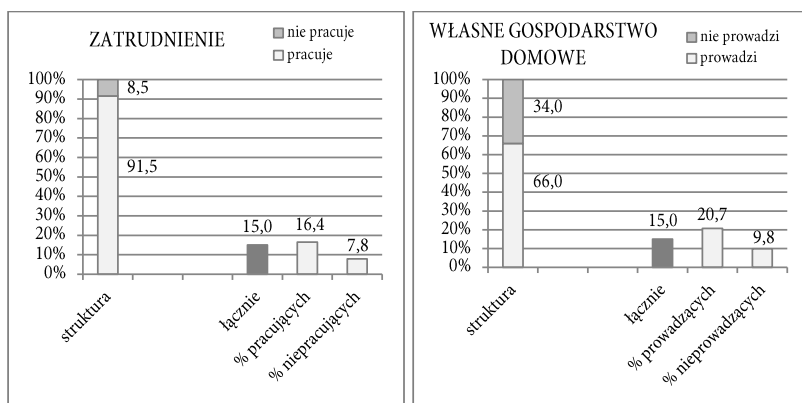 ZATRUDNIENIE
nie pracuje
pracuje
100%
90%
80%
70%
60%
50%
40%
30%
20%
10%
0%
8,5
91,5
15,0
16,4
7,8
struktura
łącznie
% pracujących
% niepracujących
WŁASNE GOSPODARSTWO
DOMOWE
nie prowadzi
prowadzi
100%
90%
80%
70%
60%
50%
40%
30%
20%
10%
0%
34,0
66,0
15,0
20,7
9,8
struktura
łącznie
% prowadzących
% nieprowadzących